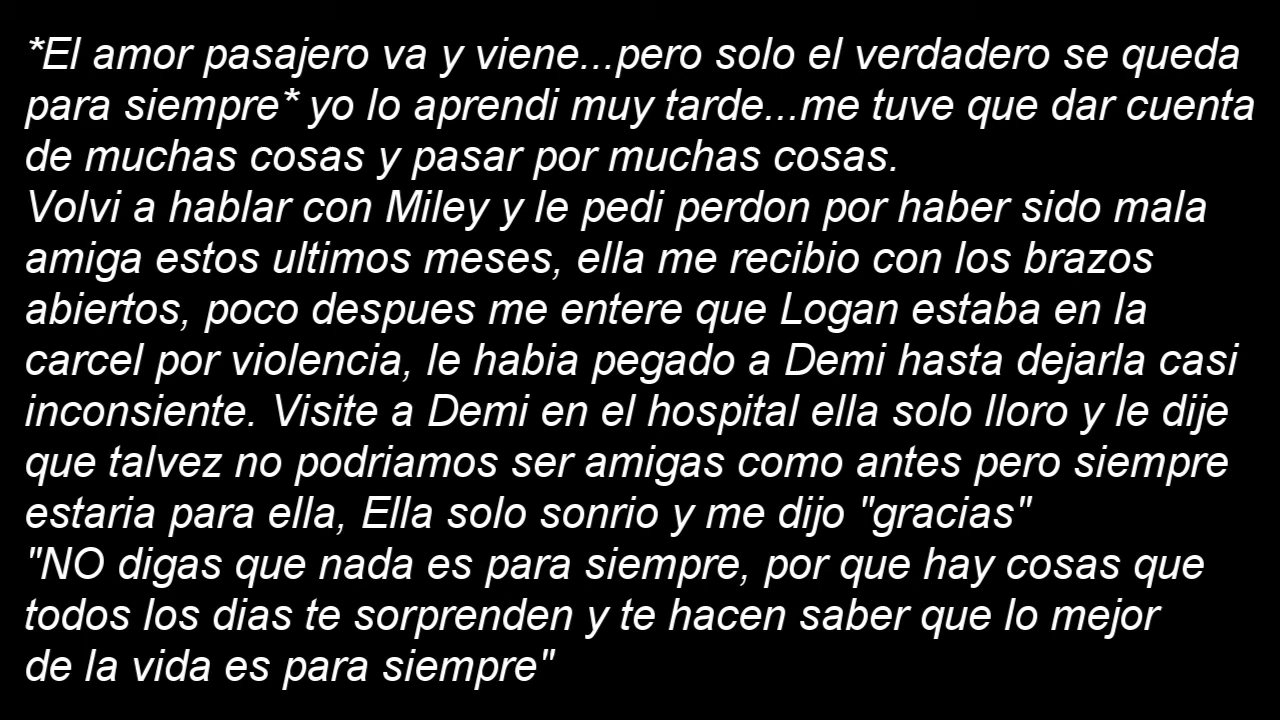 *El amor pasajero va y viene...pero solo el verdadero se queda
para siempre* yo lo aprendi muy tarde...me tuve que dar cuenta
de muchas cosas y pasar por muchas cosas.
Volvi a hablar con Miley y le pedi perdon por haber sido mala
amiga estos ultimos meses, ella me recibio con los brazos
abiertos, poco despues me entere que Logan estaba en la
carcel por violencia, le habia pegado a Demi hasta dejarla casi
inconsiente. Visite a Demi en el hospital ella solo lloro y le dije
que talvez no podriamos ser amigas como antes pero siempre
estaria para ella, Ella solo sonrio y me dijo "gracias"
"NO digas que nada es para siempre, por que hay cosas que
todos los dias te sorprenden y te hacen saber que lo mejor
de la vida es para siempre"